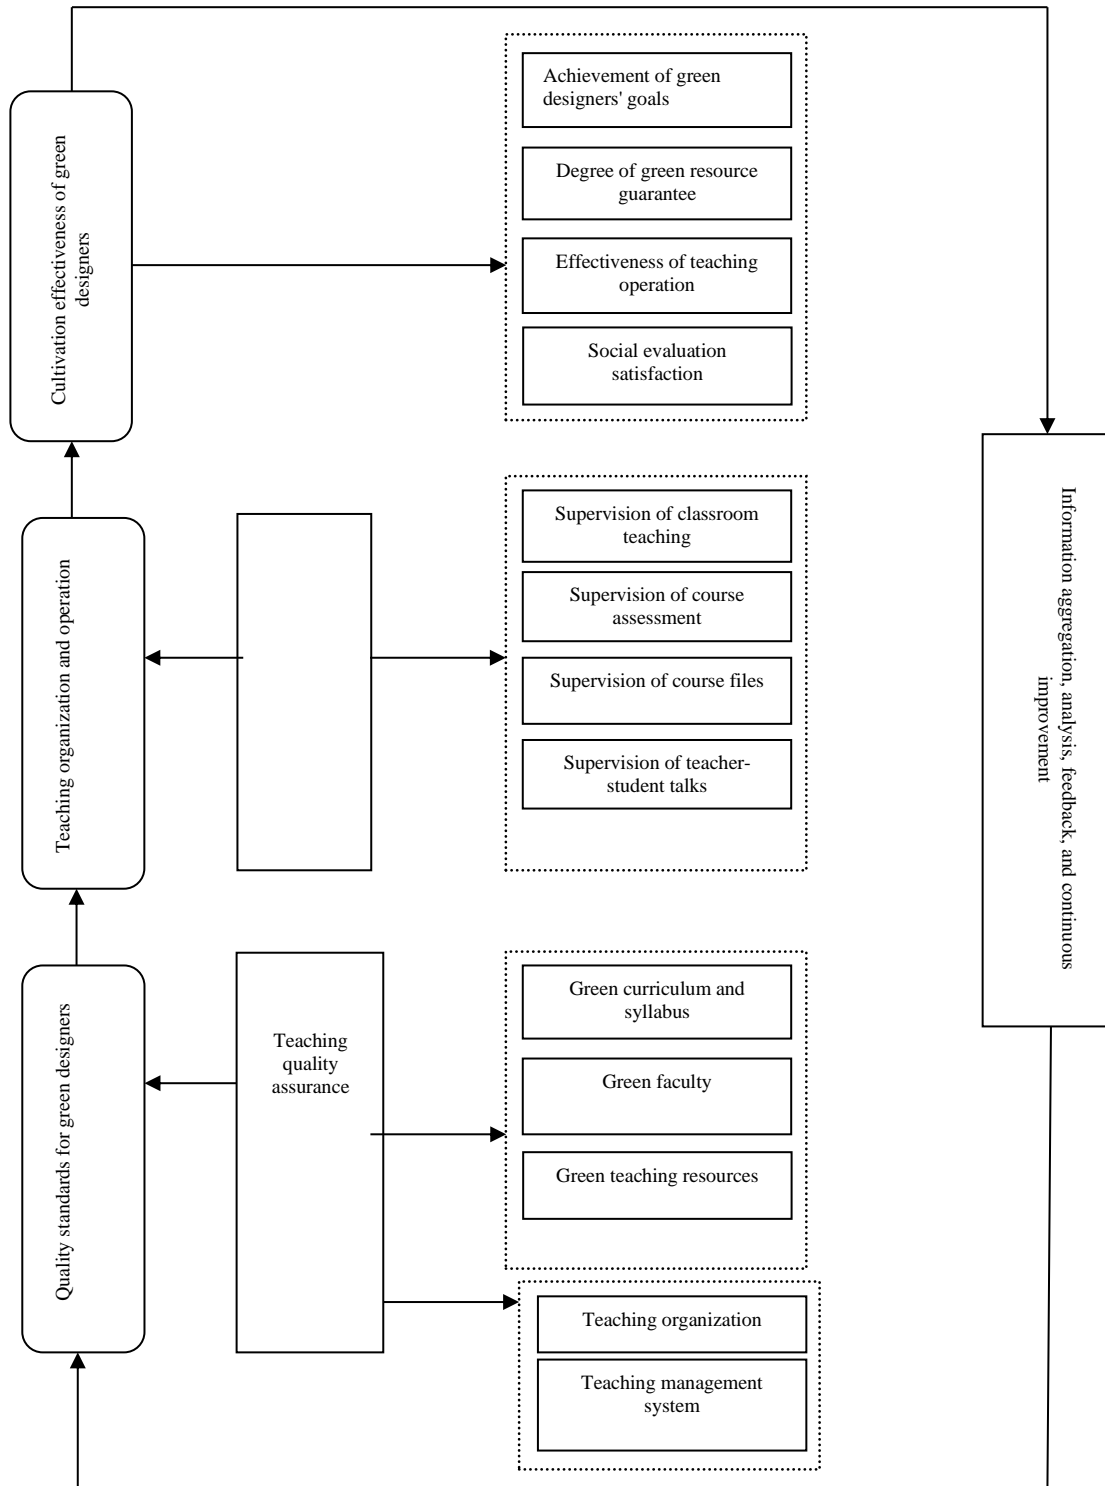 Cultivation effectiveness of green
designers
Achievement of green
designers' goals
Degree of green resource
guarantee
Effectiveness of teaching
operation
Social evaluation
satisfaction
Teaching organization and operation
Supervision of classroom
teaching
Supervision of course
assessment
Supervision of course files
Supervision of teacher-
student talks
Information aggregation, analysis, feedback, and continuous
improvement
Quality standards for green designers
Teaching
quality
assurance
Green curriculum and
syllabus
Green faculty
Green teaching resources
Teaching organization
Teaching management
system